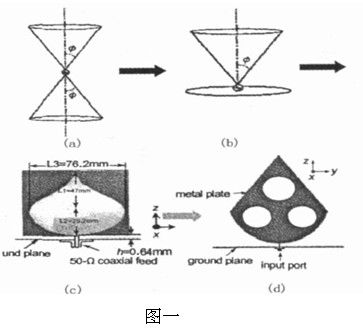 Φ
Φ
Φ
(a)
(b)
L3=76.2mm
L1=47mm
L2=29.2mm
und plane
50-Ω coaxial feed
h=0.64mm
z
x
(c)
z
y
x
metal plate
ground plane
input port
(d)
图一